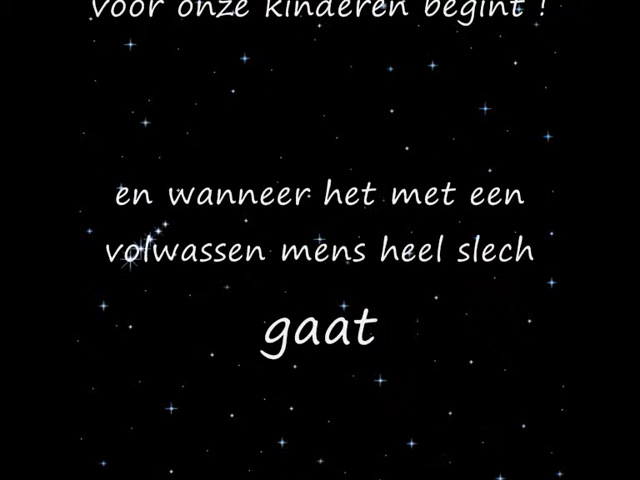 voor onze kinderen begint !
en wanneer het met een
volwassen mens heel slech
gaat